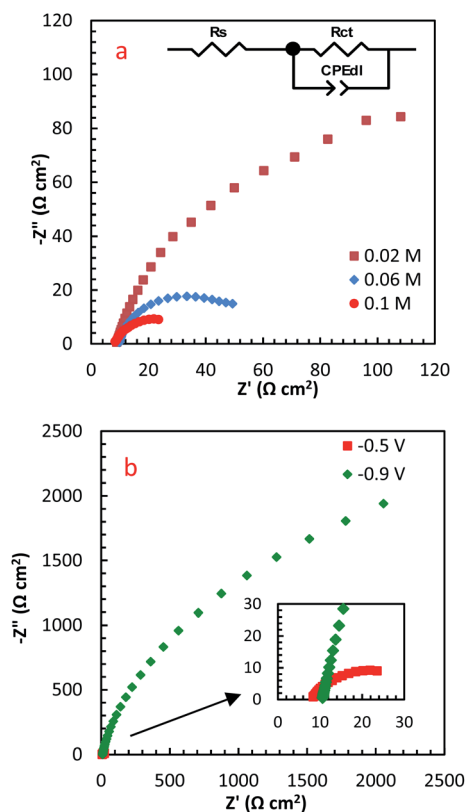 120
100
80
60
40
20
0
-Z" (Ω cm²)
a
Rs
Rct
CPEdl
0.02 M
0.06 M
0.1 M
0 20 40 60 80 100 120
Z' (Ω cm²)
2500
2000
1500
1000
500
0
-Z" (Ω cm²)
b
-0.5 V
-0.9 V
30
20
10
0
0 10 20 30
0 500 1000 1500 2000 2500
Z' (Ω cm²)